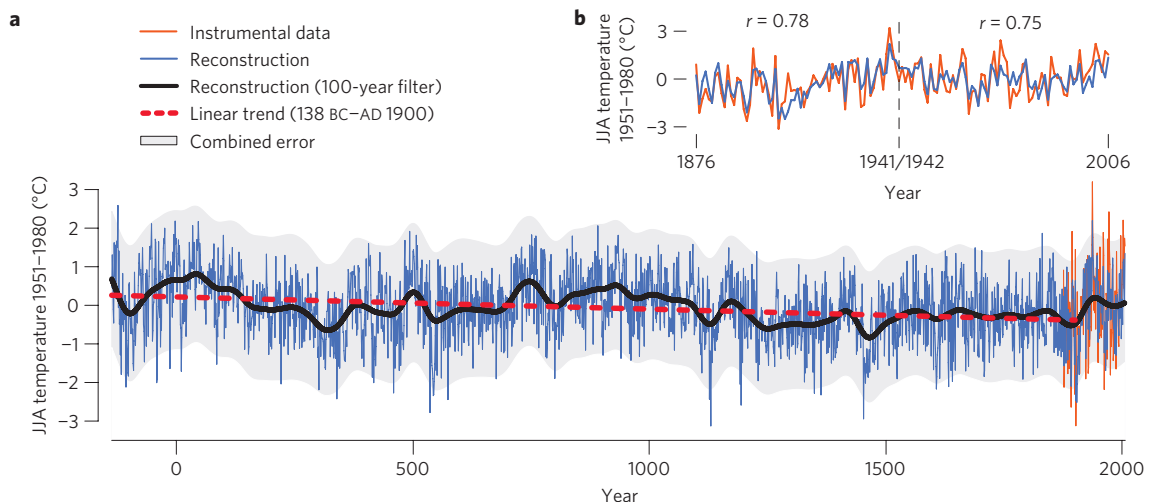 a
Instrumental data
Reconstruction
Reconstruction (100-year filter)
Linear trend (138 BC–AD 1900)
Combined error
b
r = 0.78
r = 0.75
JJA temperature
1951–1980 (°C)
3
0
−3
1876
1941/1942
2006
Year
JJA temperature 1951–1980 (°C)
3
2
1
0
−1
−2
−3
0
500
1000
1500
2000
Year